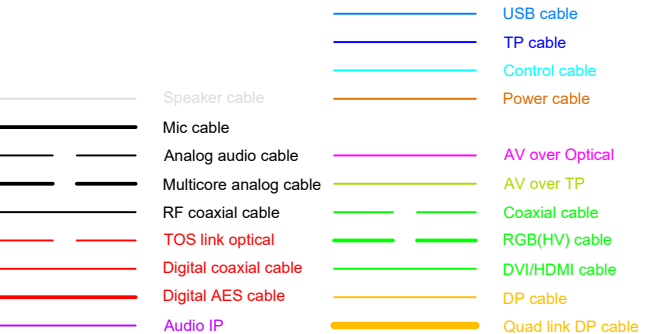 USB cable
TP cable
Control cable
Speaker cable
Power cable
Mic cable
Analog audio cable
AV over Optical
Multicore analog cable
AV over TP
RF coaxial cable
Coaxial cable
TOS link optical
RGB(HV) cable
Digital coaxial cable
DVI/HDMI cable
Digital AES cable
DP cable
Audio IP
Quad link DP cable